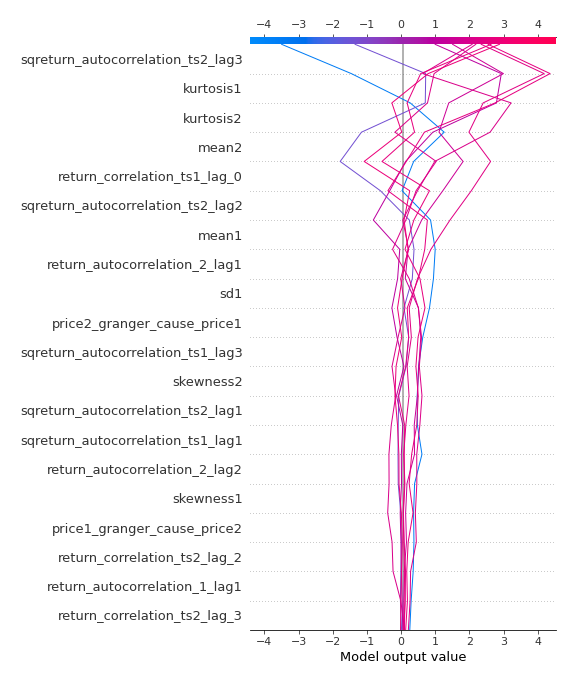 −4 −3 −2 −1 0 1 2 3 4
sqreturn_autocorrelation_ts2_lag3
kurtosis1
kurtosis2
mean2
return_correlation_ts1_lag_0
sqreturn_autocorrelation_ts2_lag2
mean1
return_autocorrelation_2_lag1
sd1
price2_granger_cause_price1
sqreturn_autocorrelation_ts1_lag3
skewness2
sqreturn_autocorrelation_ts2_lag1
sqreturn_autocorrelation_ts1_lag1
return_autocorrelation_2_lag2
skewness1
price1_granger_cause_price2
return_correlation_ts2_lag_2
return_autocorrelation_1_lag1
return_correlation_ts2_lag_3
−4 −3 −2 −1 0 1 2 3 4
Model output value